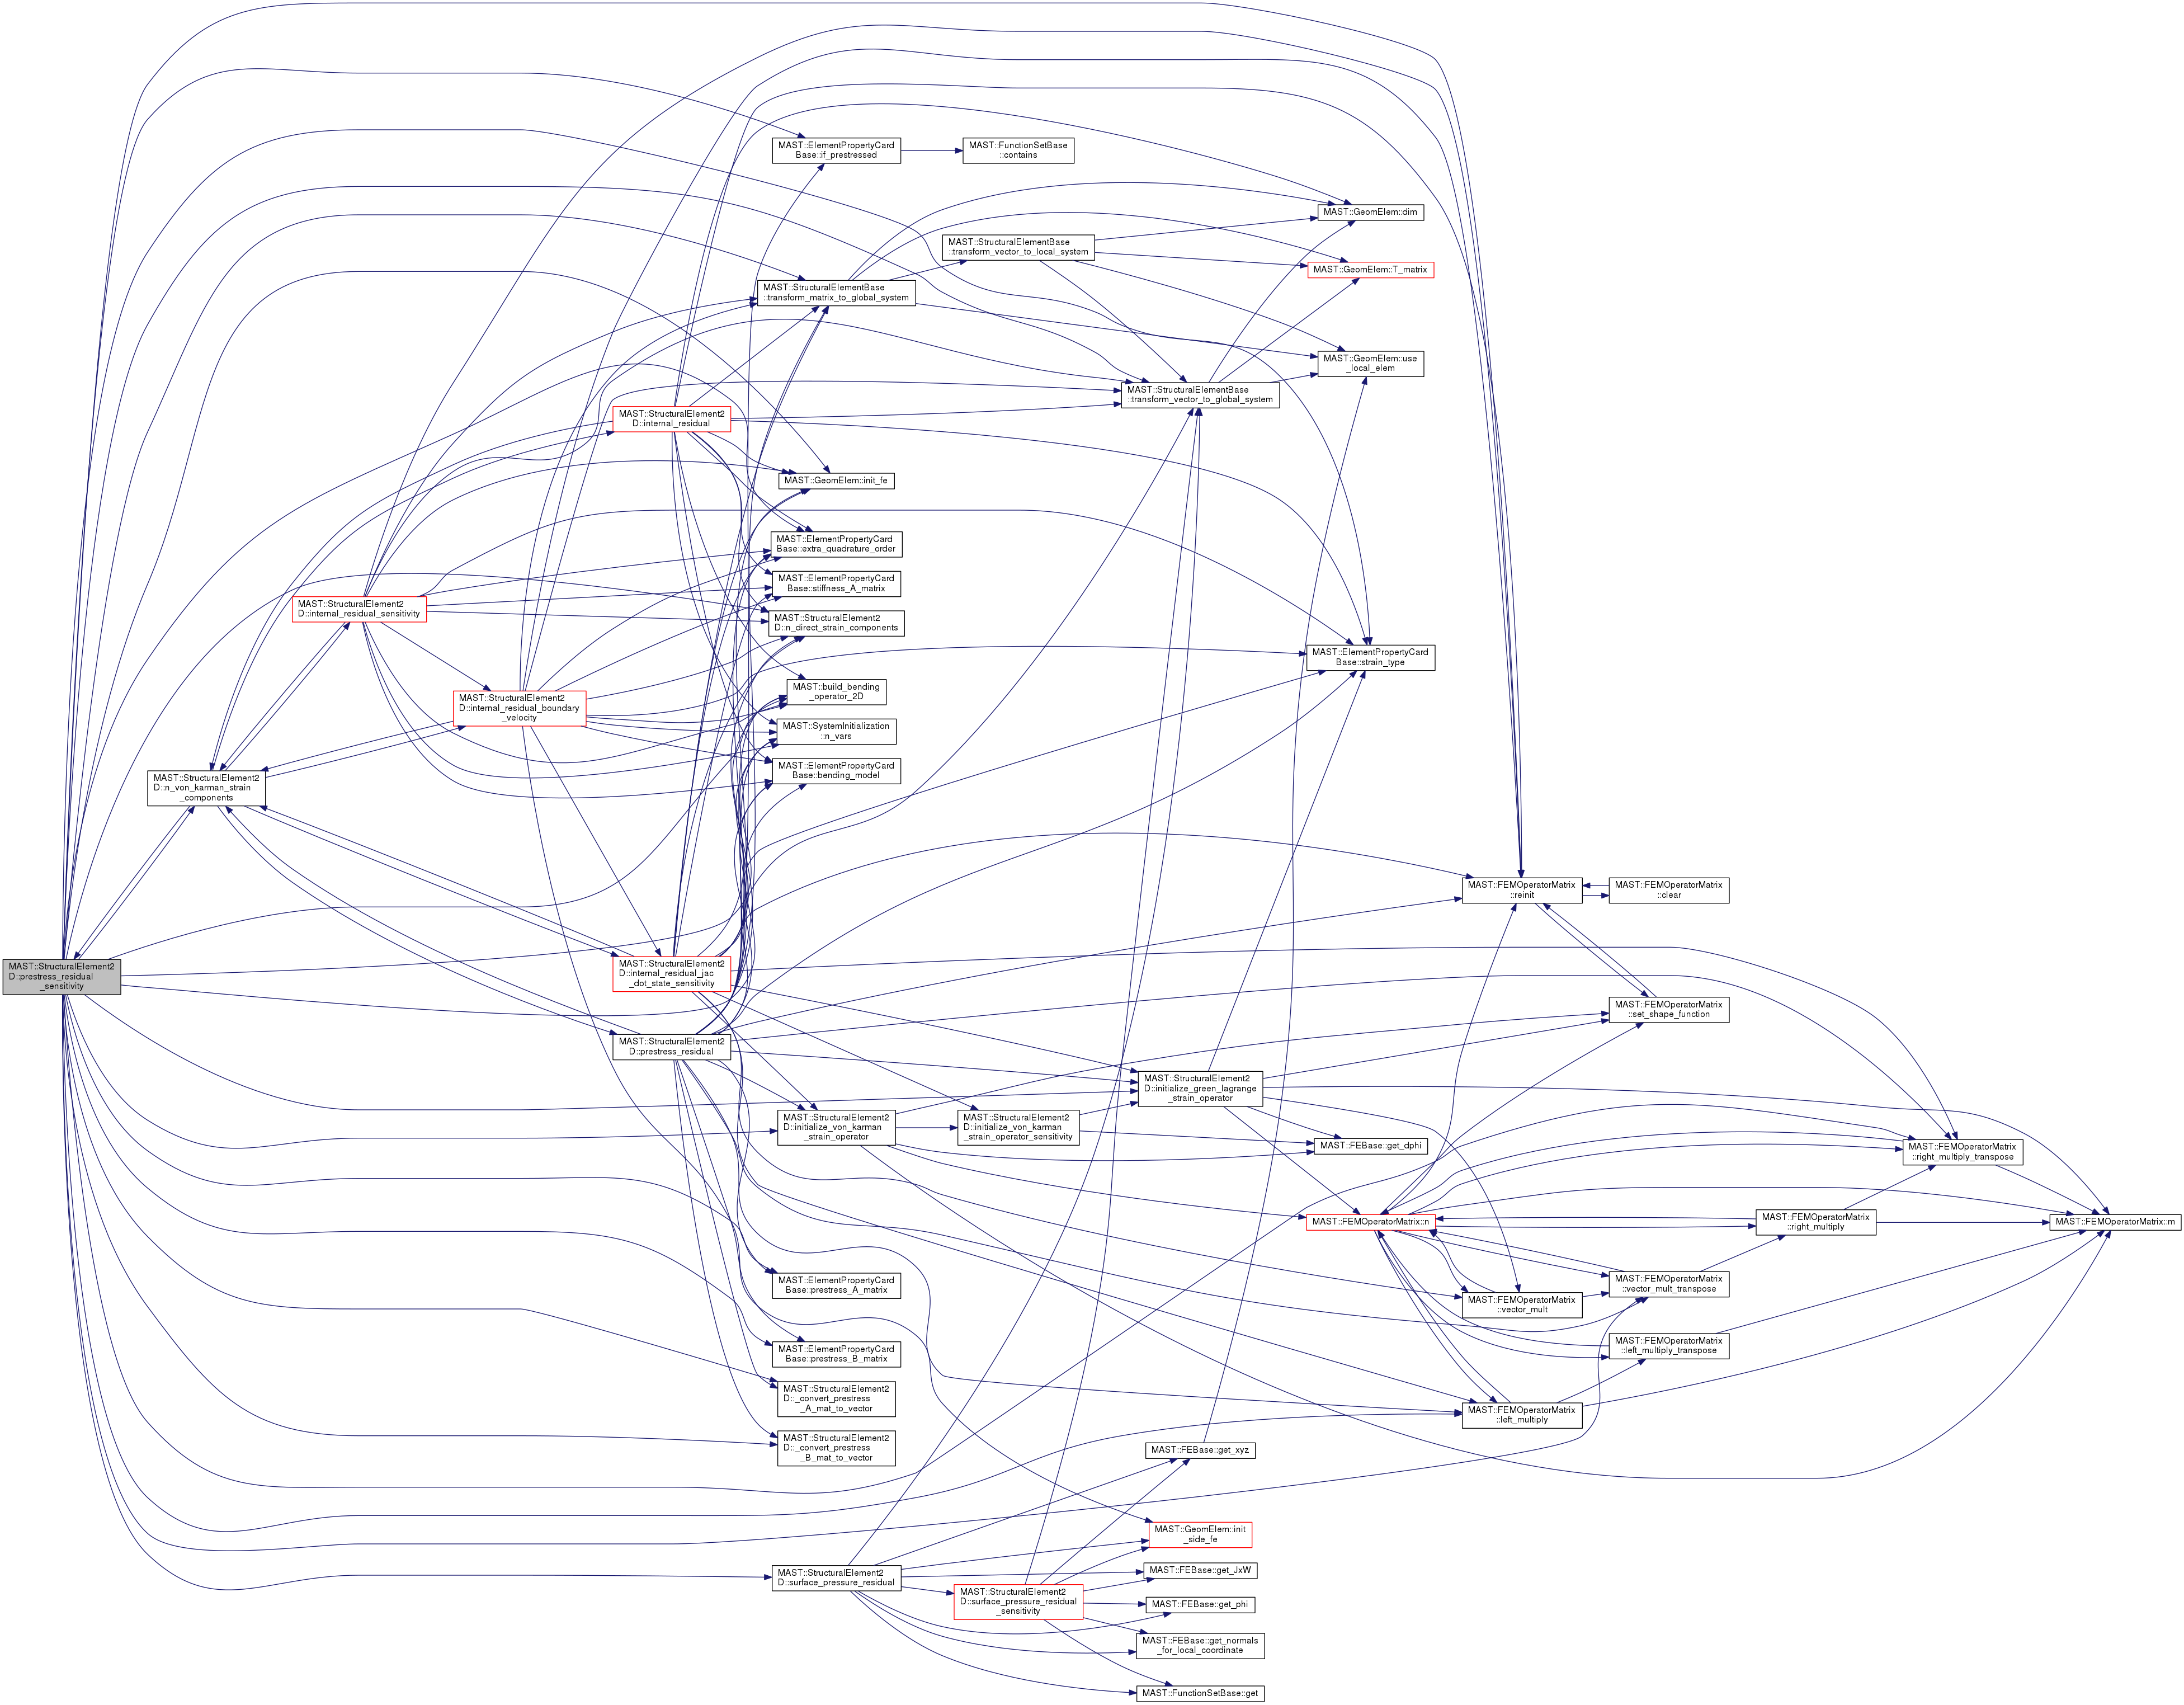 MAST::ElementPropertyCard
Base::if_prestressed
MAST::FunctionSetBase
::contains
MAST::GeomElem::dim
MAST::StructuralElementBase
::transform_vector_to_local_system
MAST::GeomElem::T_matrix
MAST::StructuralElementBase
::transform_matrix_to_global_system
MAST::GeomElem::use
_local_elem
MAST::StructuralElementBase
::transform_vector_to_global_system
MAST::StructuralElement2
D::internal_residual
MAST::GeomElem::init_fe
MAST::ElementPropertyCard
Base::extra_quadrature_order
MAST::ElementPropertyCard
Base::stiffness_A_matrix
MAST::StructuralElement2
D::internal_residual_sensitivity
MAST::StructuralElement2
D::n_direct_strain_components
MAST::ElementPropertyCard
Base::strain_type
MAST::build_bending
_operator_2D
MAST::StructuralElement2
D::internal_residual_boundary
_velocity
MAST::SystemInitialization
::n_vars
MAST::ElementPropertyCard
Base::bending_model
MAST::StructuralElement2
D::n_von_karman_strain
_components
MAST::FEMOperatorMatrix
::reinit
MAST::FEMOperatorMatrix
::clear
MAST::StructuralElement2
D::prestress_residual
_sensitivity
MAST::StructuralElement2
D::internal_residual_jac
_dot_state_sensitivity
MAST::FEMOperatorMatrix
::set_shape_function
MAST::StructuralElement2
D::prestress_residual
MAST::StructuralElement2
D::initialize_green_lagrange
_strain_operator
MAST::StructuralElement2
D::initialize_von_karman
_strain_operator
MAST::StructuralElement2
D::initialize_von_karman
_strain_operator_sensitivity
MAST::FEBase::get_dphi
MAST::FEMOperatorMatrix
::right_multiply_transpose
MAST::FEMOperatorMatrix::n
MAST::FEMOperatorMatrix
::right_multiply
MAST::FEMOperatorMatrix::m
MAST::ElementPropertyCard
Base::prestress_A_matrix
MAST::FEMOperatorMatrix
::vector_mult_transpose
MAST::FEMOperatorMatrix
::vector_mult
MAST::ElementPropertyCard
Base::prestress_B_matrix
MAST::FEMOperatorMatrix
::left_multiply_transpose
MAST::StructuralElement2
D::_convert_prestress
_A_mat_to_vector
MAST::FEMOperatorMatrix
::left_multiply
MAST::StructuralElement2
D::_convert_prestress
_B_mat_to_vector
MAST::FEBase::get_xyz
MAST::GeomElem::init
_side_fe
MAST::StructuralElement2
D::surface_pressure_residual
MAST::FEBase::get_JxW
MAST::StructuralElement2
D::surface_pressure_residual
_sensitivity
MAST::FEBase::get_phi
MAST::FEBase::get_normals
_for_local_coordinate
MAST::FunctionSetBase::get